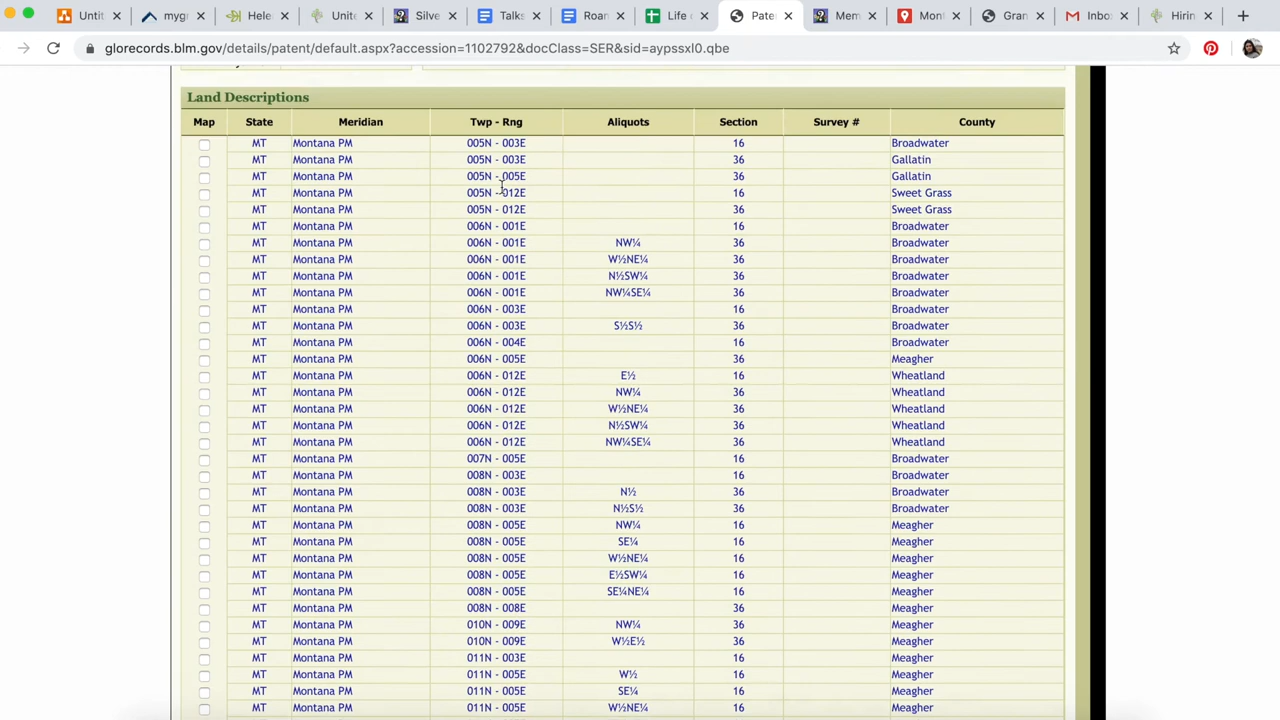 Untit
mygr
Helen
Unite
Silve
Talks
Roan
Life c
Pate
Mem
Mont
Gran
Inbo
Hirin
glorecords.blm.gov/details/patent/default.aspx?accession=1102792&docClass=SER&sid=aypssxl0.qbe
Land Descriptions
Map State Meridian Twp - Rng Aliquots Section Survey # County
MT Montana PM 005N - 003E 16 Broadwater
MT Montana PM 005N - 003E 36 Gallatin
MT Montana PM 005N - 005E 36 Gallatin
MT Montana PM 005N - 012E 16 Sweet Grass
MT Montana PM 005N - 012E 36 Sweet Grass
MT Montana PM 006N - 001E 16 Broadwater
MT Montana PM 006N - 001E NW¼ 36 Broadwater
MT Montana PM 006N - 001E W½NE¼ 36 Broadwater
MT Montana PM 006N - 001E N½SW¼ 36 Broadwater
MT Montana PM 006N - 001E NW¼SE¼ 36 Broadwater
MT Montana PM 006N - 003E 16 Broadwater
MT Montana PM 006N - 003E S½S½ 36 Broadwater
MT Montana PM 006N - 004E 16 Broadwater
MT Montana PM 006N - 005E 36 Meagher
MT Montana PM 006N - 012E E½ 16 Wheatland
MT Montana PM 006N - 012E NW¼ 36 Wheatland
MT Montana PM 006N - 012E W½NE¼ 36 Wheatland
MT Montana PM 006N - 012E N½SW¼ 36 Wheatland
MT Montana PM 006N - 012E NW¼SE¼ 36 Wheatland
MT Montana PM 007N - 005E 16 Broadwater
MT Montana PM 008N - 003E 16 Broadwater
MT Montana PM 008N - 003E N½ 36 Broadwater
MT Montana PM 008N - 003E N½S½ 36 Broadwater
MT Montana PM 008N - 005E NW¼ 16 Meagher
MT Montana PM 008N - 005E SE¼ 16 Meagher
MT Montana PM 008N - 005E W½NE¼ 16 Meagher
MT Montana PM 008N - 005E E½SW¼ 16 Meagher
MT Montana PM 008N - 005E SE¼NE¼ 16 Meagher
MT Montana PM 008N - 008E 36 Meagher
MT Montana PM 010N - 009E NW¼ 36 Meagher
MT Montana PM 010N - 009E W½E½ 36 Meagher
MT Montana PM 011N - 003E 16 Meagher
MT Montana PM 011N - 005E W½ 16 Meagher
MT Montana PM 011N - 005E SE¼ 16 Meagher
MT Montana PM 011N - 005E W½NE¼ 16 Meagher